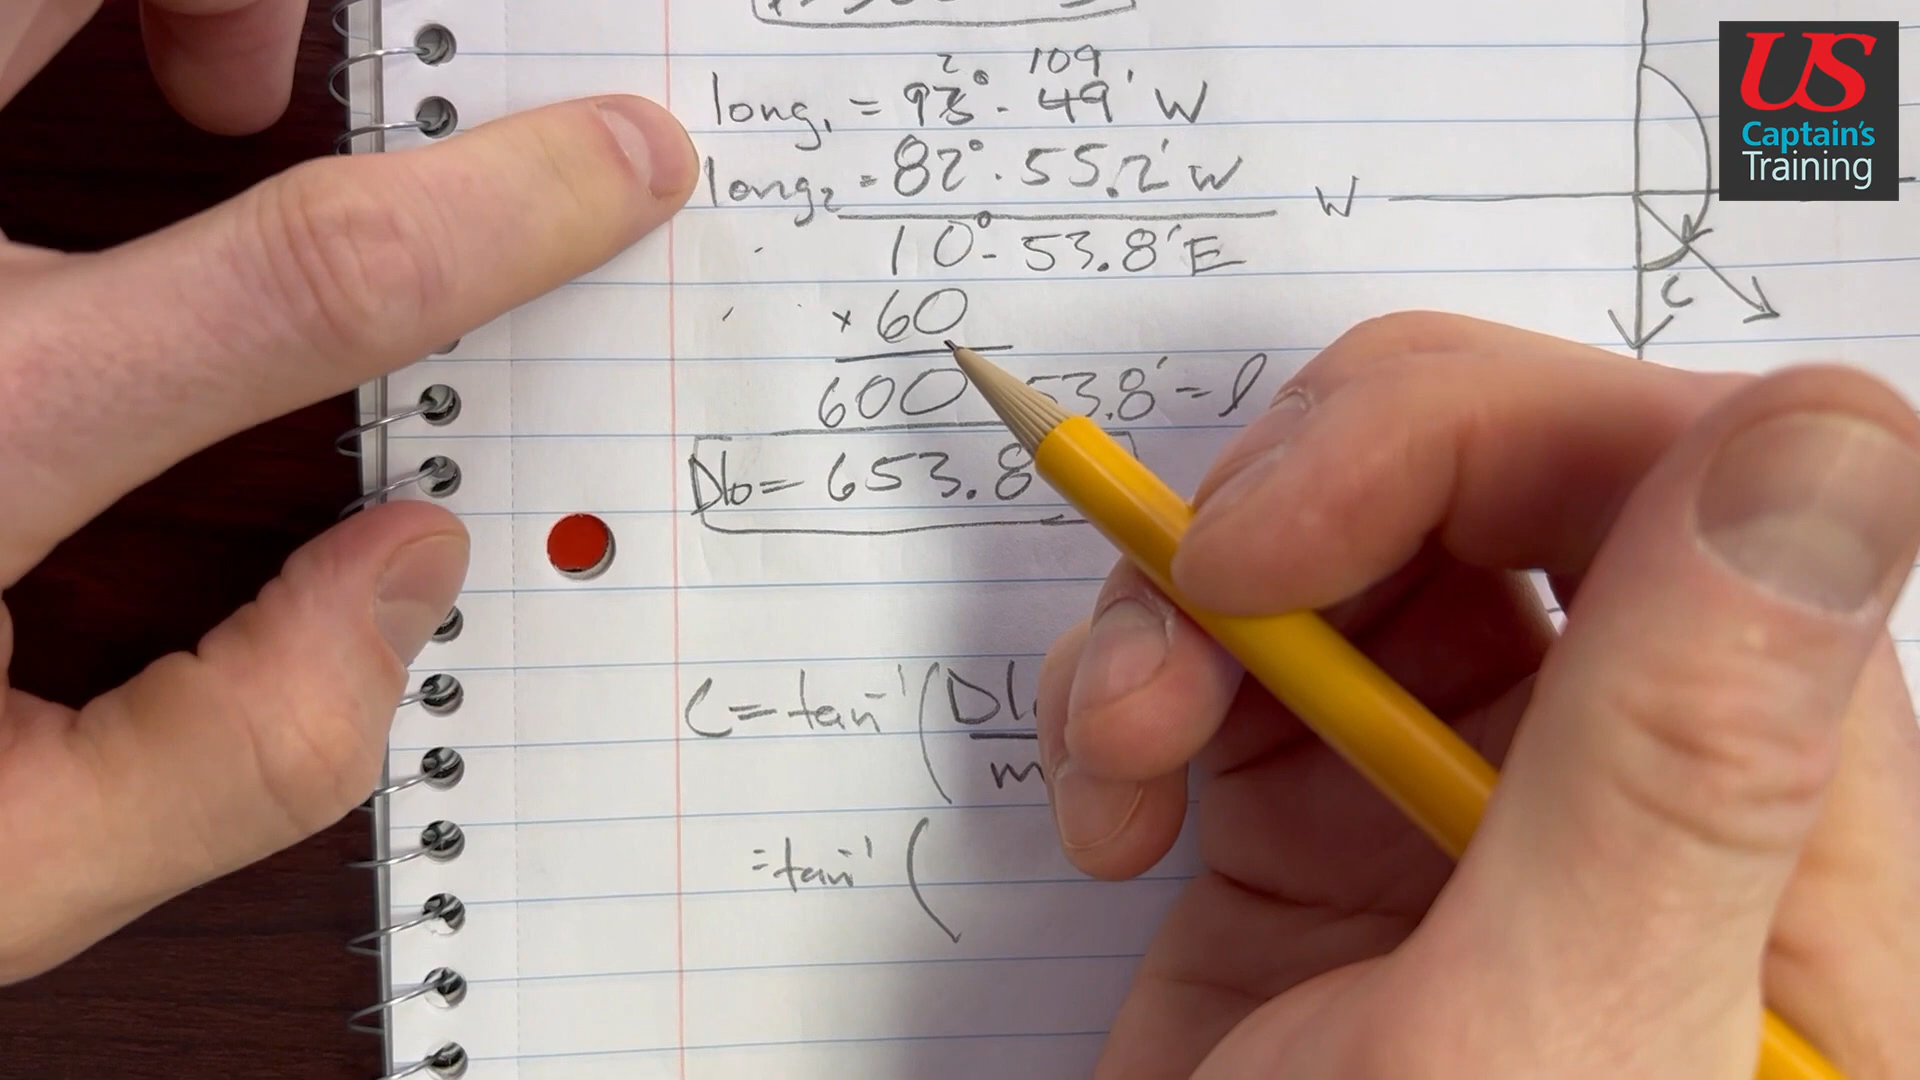 2 109
long₁ = 93° - 49' W
long₂ = 82° - 55.2' W
10° - 53.8' E
x 60
600 53.8' = l
Dlo = 653.8
C = tan⁻¹ ( Dl
m
= tan⁻¹ (
W
C
US
Captain's
Training